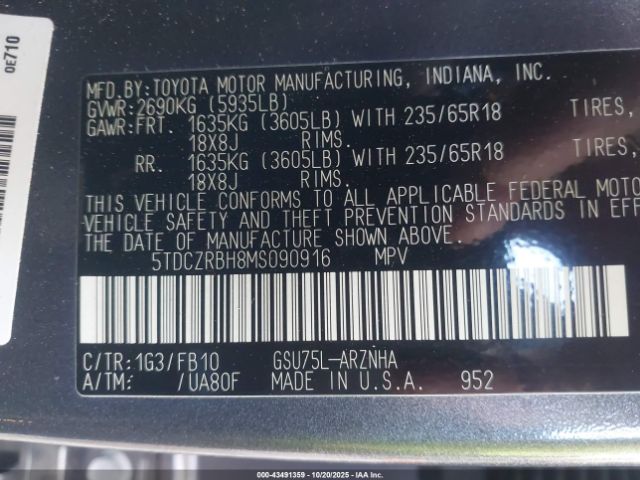 0E710
MFD.BY:TOYOTA MOTOR MANUFACTURING, INDIANA, INC.
GVWR:2690KG (5935LB)
GAWR:FRT. 1635KG (3605LB) WITH 235/65R18 TIRES,
18X8J RIMS.
RR. 1635KG (3605LB) WITH 235/65R18 TIRES,
18X8J RIMS.
THIS VEHICLE CONFORMS TO ALL APPLICABLE FEDERAL MOTO
VEHICLE SAFETY AND THEFT PREVENTION STANDARDS IN EFF
THE DATE OF MANUFACTURE SHOWN ABOVE.
5TDCZRBH8MS090916 MPV
C/TR:1G3/FB10 GSU75L-ARZNHA
A/TM: /UA80F MADE IN U.S.A. 952
000-43491359 | 10/20/2025 | IAAI.COM